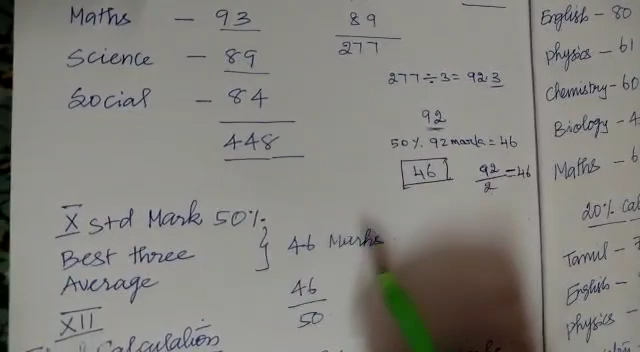 Maths - 93
Science - 89
Social - 84
448
89
277
277 ÷ 3 = 92.3
92
50% 92 mark = 46
46
92/2 = 46
X std Mark 50%
Best three
Average
} 46 Marks
46/50
XII
Calculation
English - 80
Physics - 61
Chemistry - 60
Biology - 4
Maths - 6
20% Cal
Tamil - 7
English -
Physics -